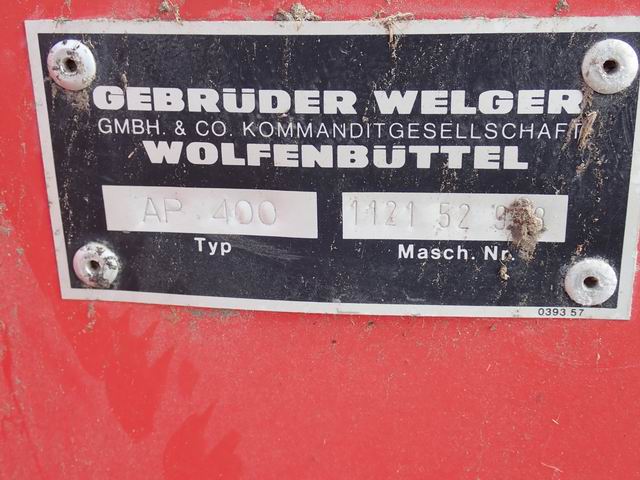 GEBRÜDER WELGER
GMBH. & CO. KOMMANDITGESELLSCHAFT
WOLFENBÜTTEL
AP 400
1121 52
Typ
Masch. Nr.
0393 57